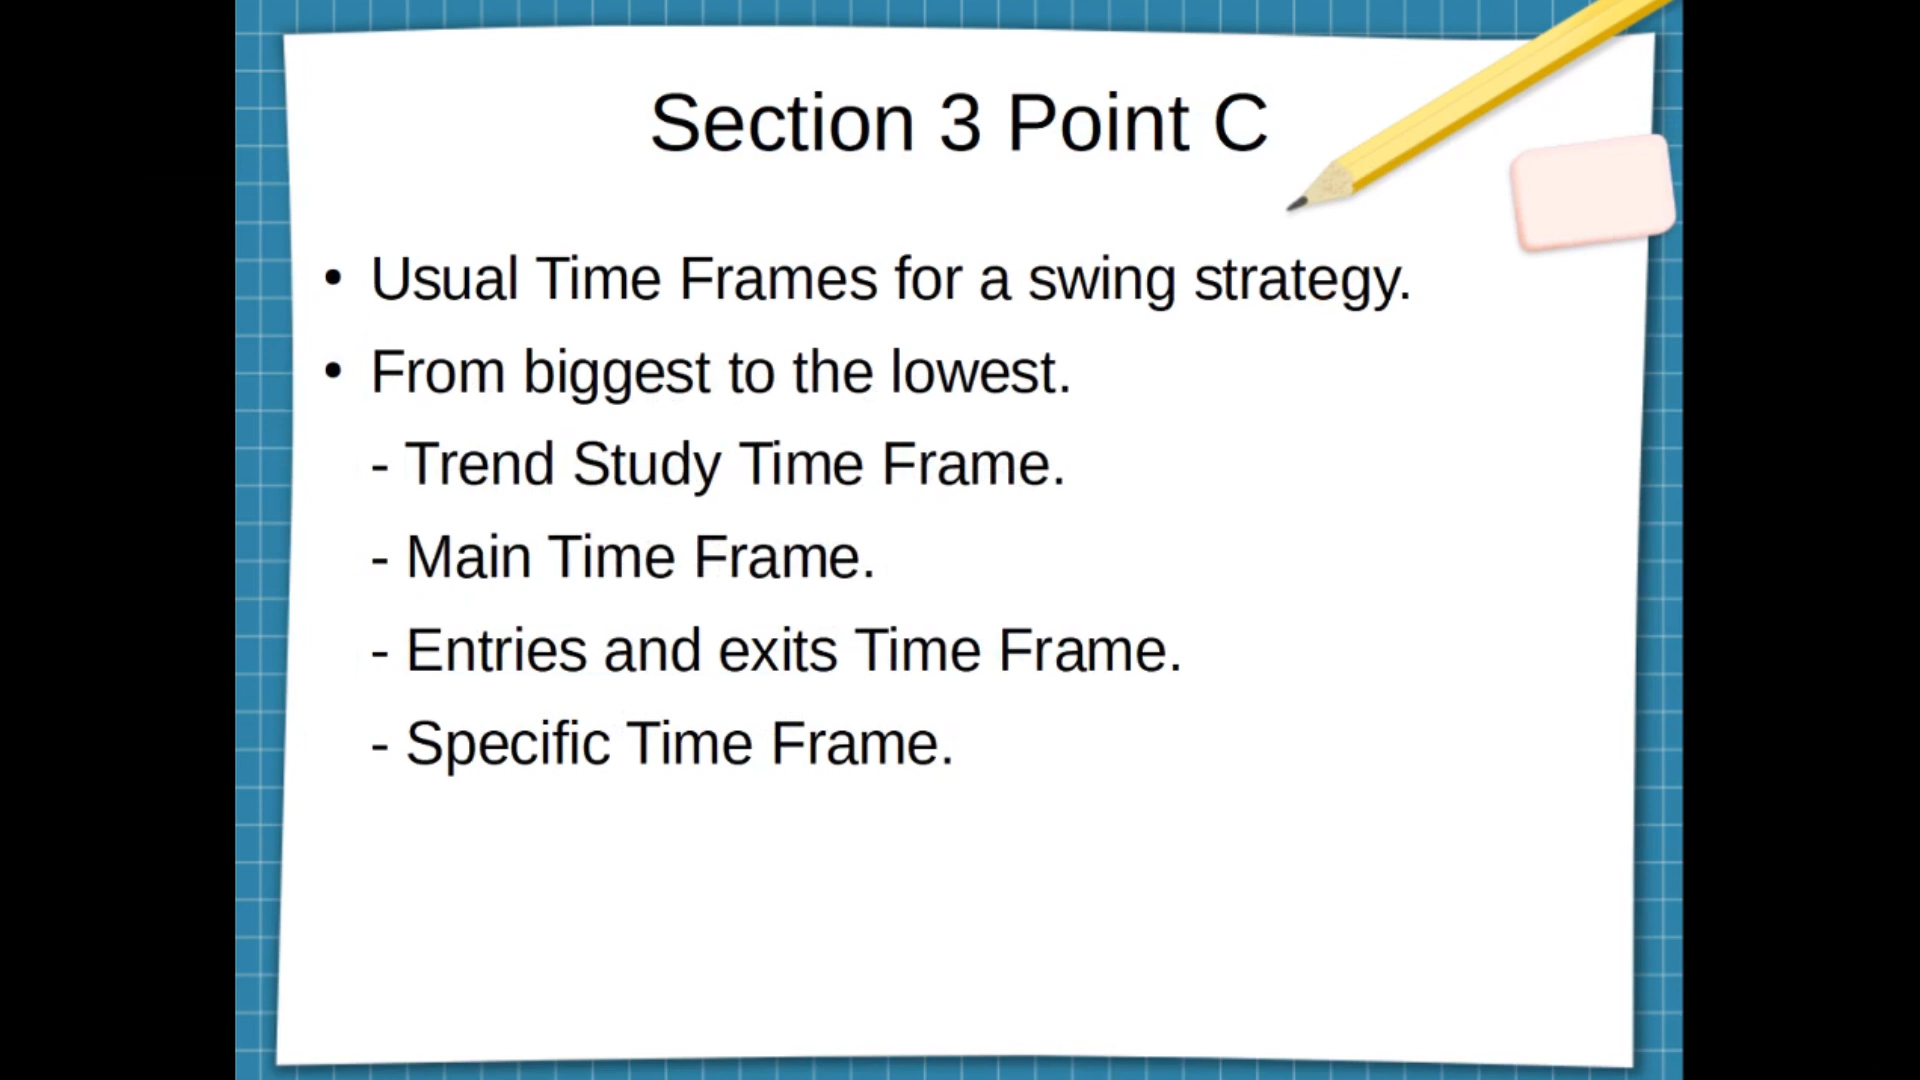 Section 3 Point C
• Usual Time Frames for a swing strategy.
• From biggest to the lowest.
- Trend Study Time Frame.
- Main Time Frame.
- Entries and exits Time Frame.
- Specific Time Frame.